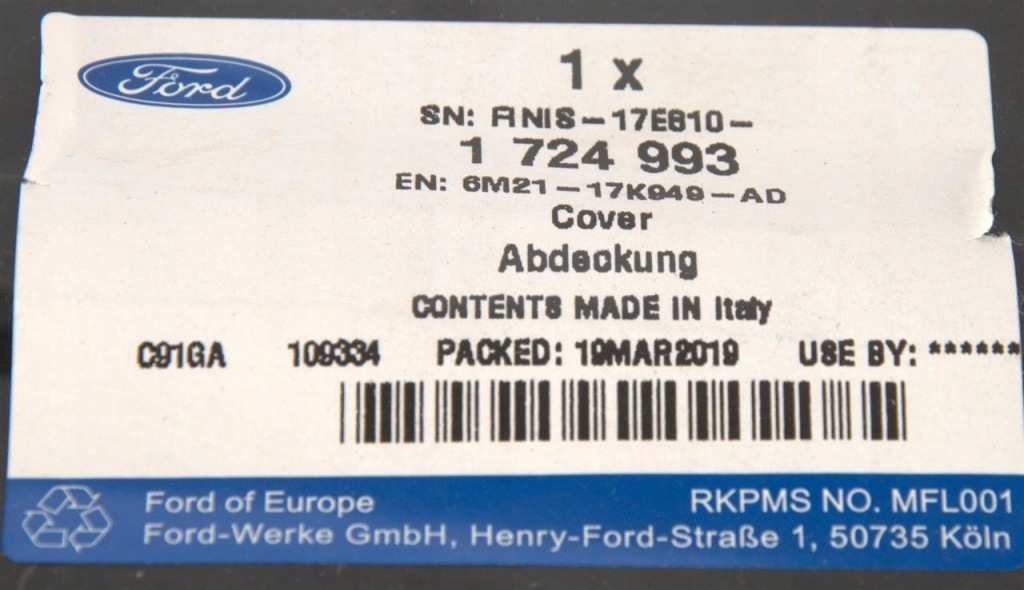 Ford
1 x
SN: FINIS-17E810-
1 724 993
EN: 6M21-17K949-AD
Cover
Abdeckung
CONTENTS MADE IN Italy
C91GA 109334 PACKED: 19MAR2019 USE BY: ******
Ford of Europe RKPMS NO. MFL001
Ford-Werke GmbH, Henry-Ford-Straße 1, 50735 Köln